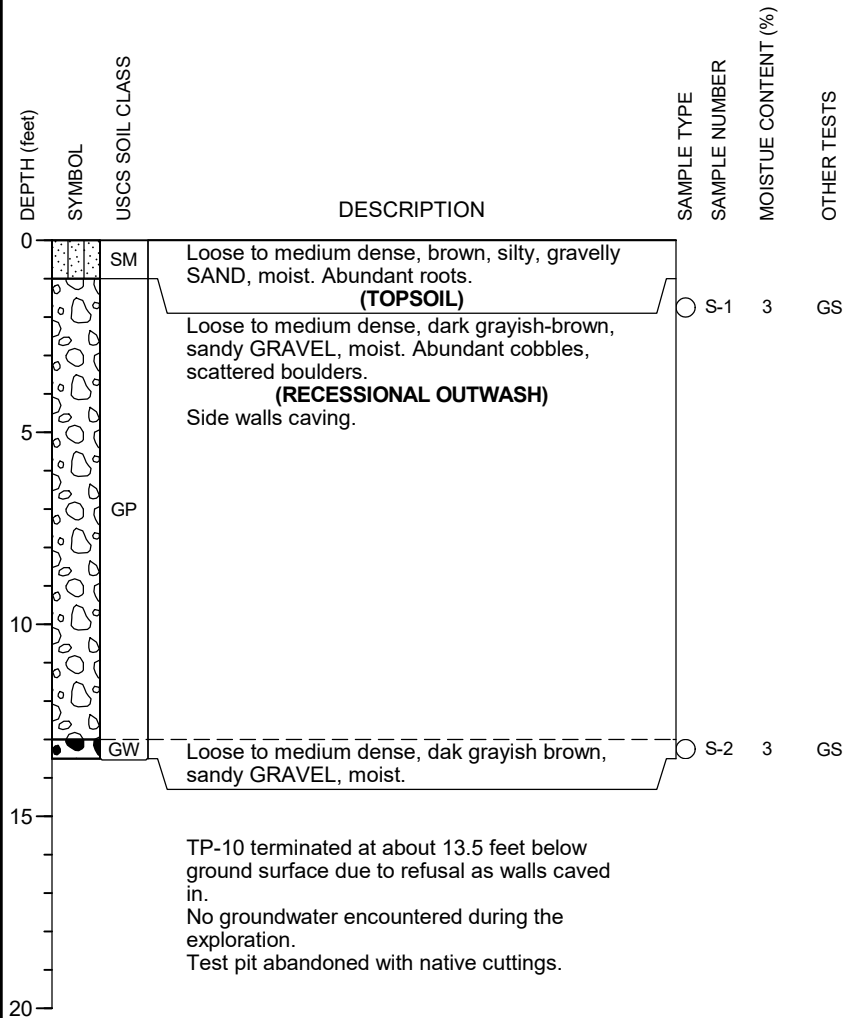 DEPTH (feet)
SYMBOL
USCS SOIL CLASS
DESCRIPTION
SAMPLE TYPE
SAMPLE NUMBER
MOISTUE CONTENT (%)
OTHER TESTS
0
SM
Loose to medium dense, brown, silty, gravelly
SAND, moist. Abundant roots.
(TOPSOIL)
S-1 3 GS
Loose to medium dense, dark grayish-brown,
sandy GRAVEL, moist. Abundant cobbles,
scattered boulders.
(RECESSIONAL OUTWASH)
Side walls caving.
5
GP
10
GW
Loose to medium dense, dak grayish brown,
sandy GRAVEL, moist.
S-2 3 GS
15
TP-10 terminated at about 13.5 feet below
ground surface due to refusal as walls caved
in.
No groundwater encountered during the
exploration.
Test pit abandoned with native cuttings.
20